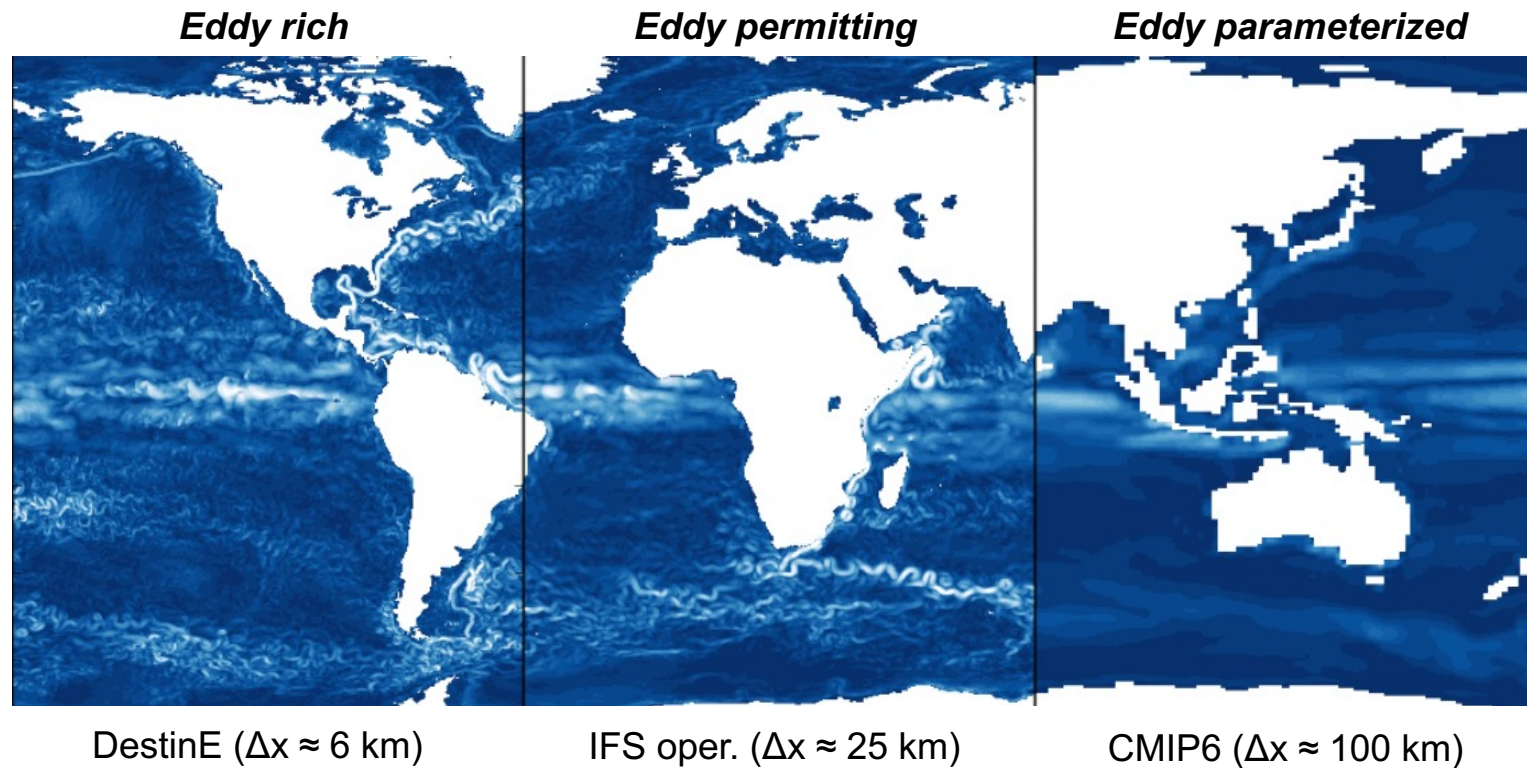 Eddy rich
Eddy permitting
Eddy parameterized
DestinE (Δx ≈ 6 km)
IFS oper. (Δx ≈ 25 km)
CMIP6 (Δx ≈ 100 km)